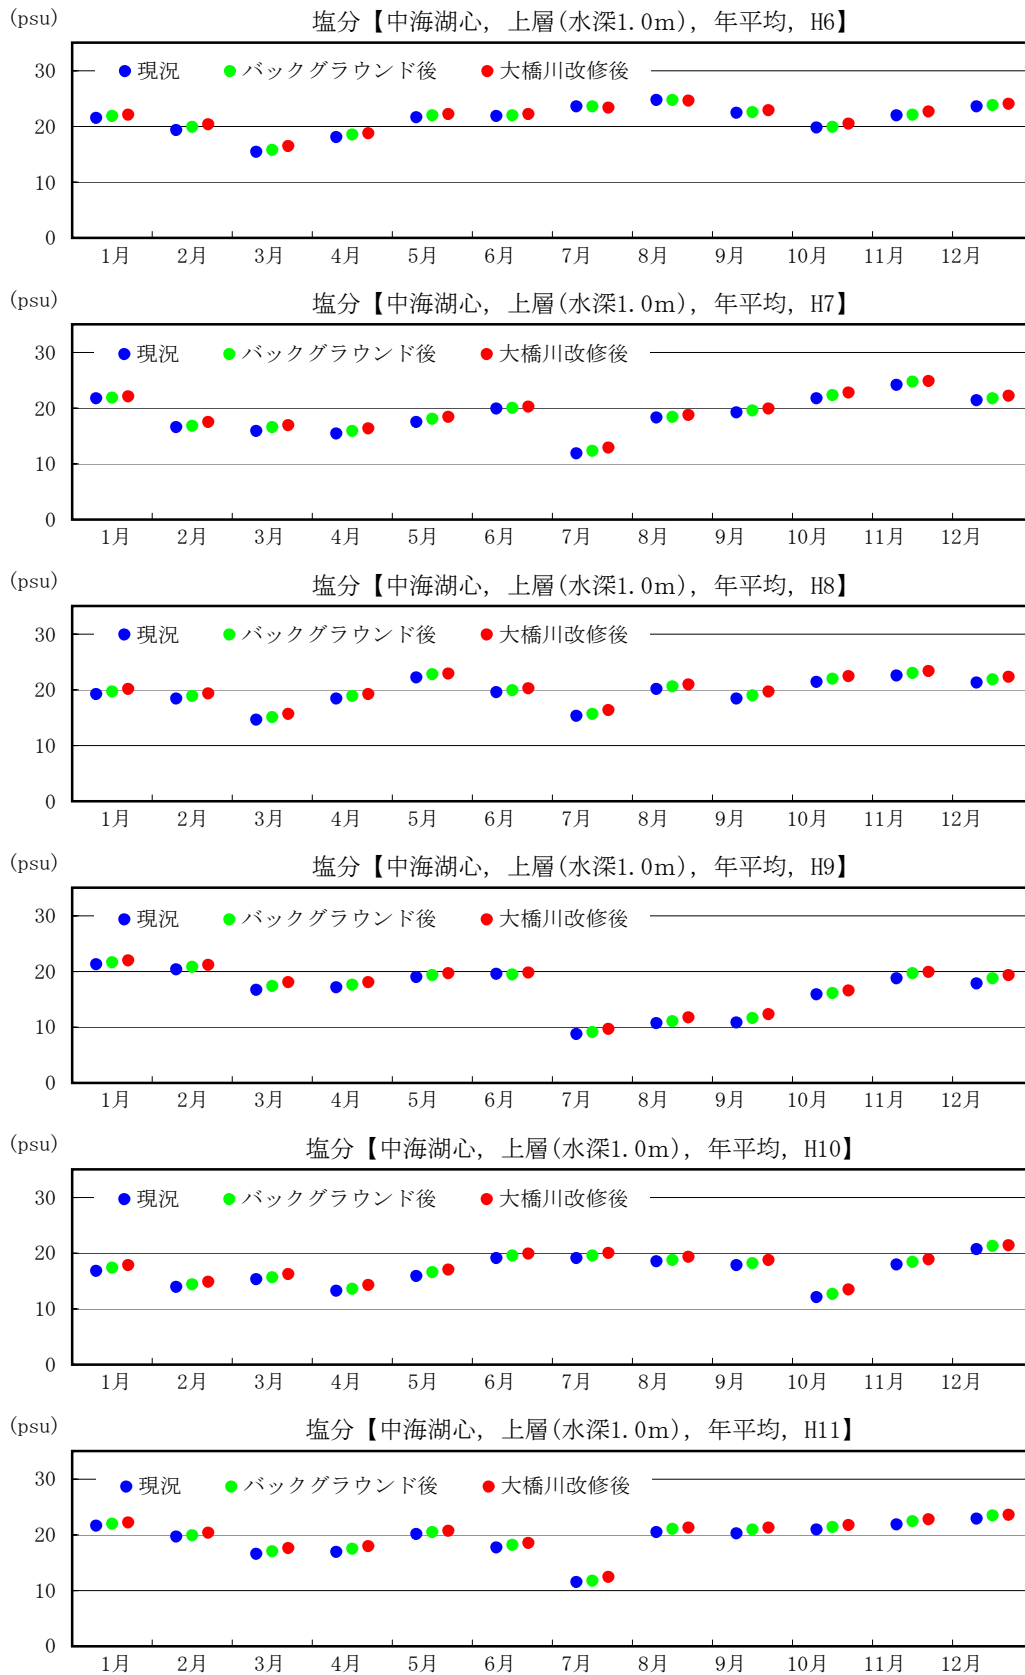 (psu) 塩分【中海湖心, 上層(水深1.0m), 年平均, H6】
30 現況 バックグラウンド後 大橋川改修後
20
10
0
1月 2月 3月 4月 5月 6月 7月 8月 9月 10月 11月 12月
(psu) 塩分【中海湖心, 上層(水深1.0m), 年平均, H7】
30 現況 バックグラウンド後 大橋川改修後
20
10
0
1月 2月 3月 4月 5月 6月 7月 8月 9月 10月 11月 12月
(psu) 塩分【中海湖心, 上層(水深1.0m), 年平均, H8】
30 現況 バックグラウンド後 大橋川改修後
20
10
0
1月 2月 3月 4月 5月 6月 7月 8月 9月 10月 11月 12月
(psu) 塩分【中海湖心, 上層(水深1.0m), 年平均, H9】
30 現況 バックグラウンド後 大橋川改修後
20
10
0
1月 2月 3月 4月 5月 6月 7月 8月 9月 10月 11月 12月
(psu) 塩分【中海湖心, 上層(水深1.0m), 年平均, H10】
30 現況 バックグラウンド後 大橋川改修後
20
10
0
1月 2月 3月 4月 5月 6月 7月 8月 9月 10月 11月 12月
(psu) 塩分【中海湖心, 上層(水深1.0m), 年平均, H11】
30 現況 バックグラウンド後 大橋川改修後
20
10
0
1月 2月 3月 4月 5月 6月 7月 8月 9月 10月 11月 12月